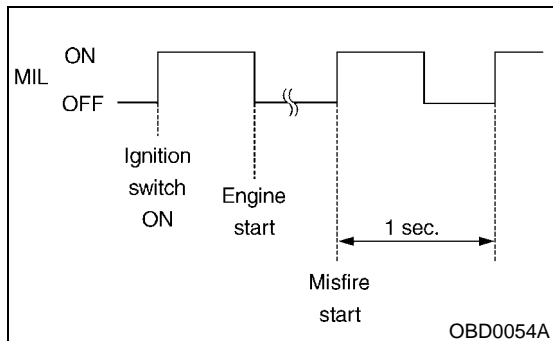 ON
MIL
OFF
Ignition
switch
ON
Engine
start
1 sec.
Misfire
start
OBD0054A